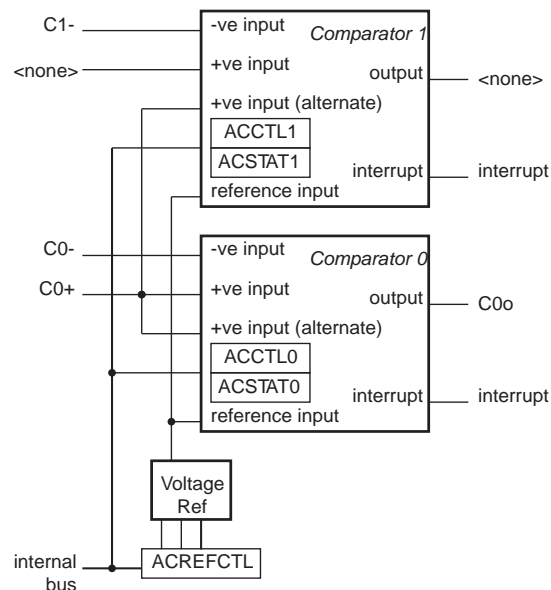 C1-
-ve input
Comparator 1
<none>
+ve input
output
<none>
+ve input (alternate)
ACCTL1
ACSTAT1
interrupt
interrupt
reference input
C0-
-ve input
Comparator 0
C0+
+ve input
output
C0o
+ve input (alternate)
ACCTL0
ACSTAT0
interrupt
interrupt
reference input
Voltage
Ref
internal
bus
ACREFCTL